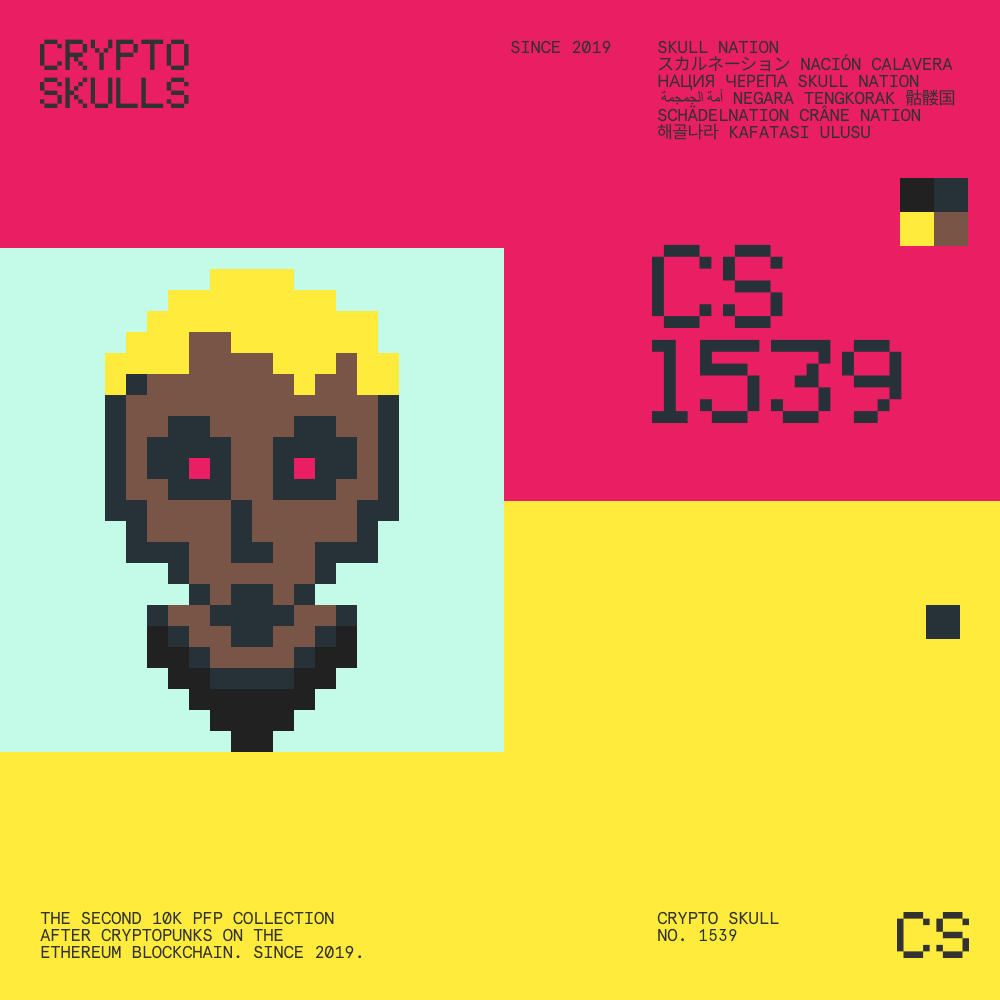 CRYPTO
SKULLS
SINCE 2019
SKULL NATION
スカルネーション NACIÓN CALAVERA
НАЦИЯ ЧЕРЕПА SKULL NATION
أمة الجمجمة NEGARA TENGKORAK 骷髅国
SCHÄDELNATION CRÂNE NATION
해골나라 KAFATASI ULUSU
CS
1539
THE SECOND 10K PFP COLLECTION
AFTER CRYPTOPUNKS ON THE
ETHEREUM BLOCKCHAIN. SINCE 2019.
CRYPTO SKULL
NO. 1539
CS